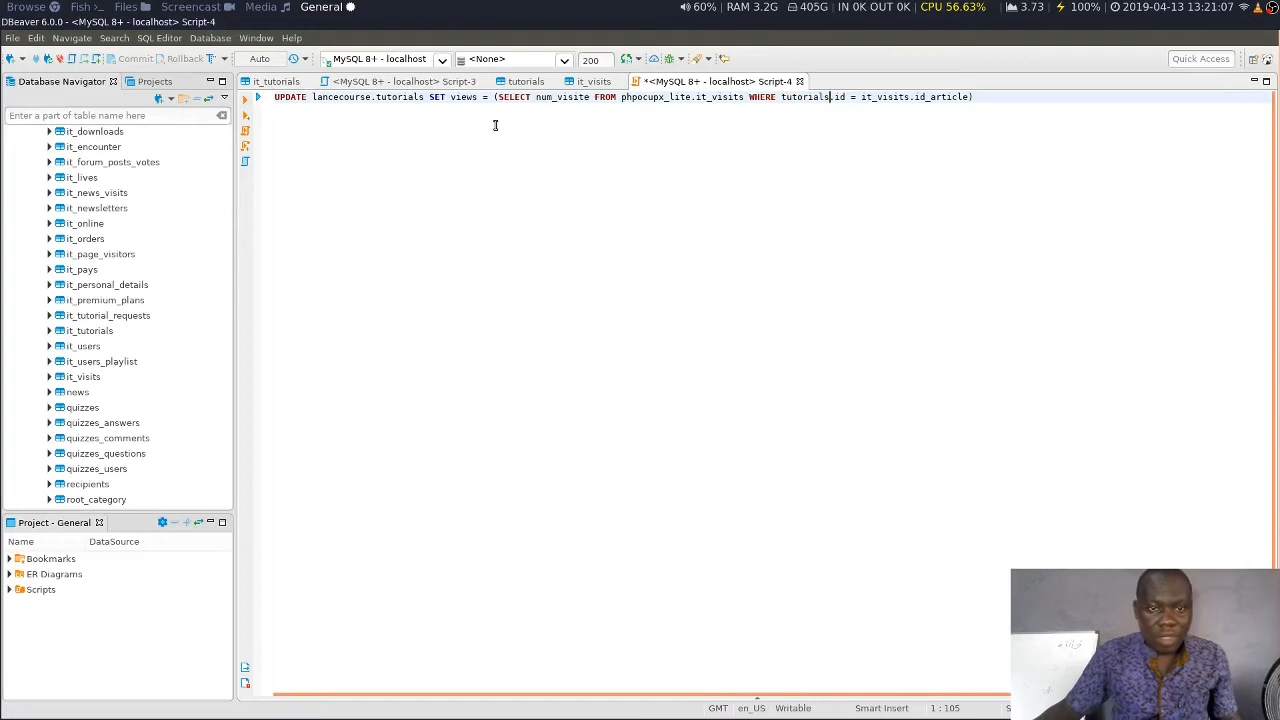 Browse Fish >_ Files Screencast Media General 60% RAM 3.2G 405G IN 0K OUT 0K CPU 56.63% 3.73 100% 2019-04-13 21:21:07
DBeaver 6.0.0 - <MySQL 8+ - localhost> Script-4
File Edit Navigate Search SQL Editor Database Window Help
Commit Rollback Auto MySQL 8+ - localhost <None> 200 Quick Access
Database Navigator Projects it_tutorials <MySQL 8+ - localhost> Script-3 tutorials it_visits *<MySQL 8+ - localhost> Script-4
UPDATE lancecourse.tutorials SET views = (SELECT num_visite FROM phpocupx_lite.it_visits WHERE tutorials.id = it_visits.id_article)
Enter a part of table name here
it_downloads
it_encounter
it_forum_posts_votes
it_lives
it_news_visits
it_newsletters
it_online
it_orders
it_page_visitors
it_pays
it_personal_details
it_premium_plans
it_tutorial_requests
it_tutorials
it_users
it_users_playlist
it_visits
news
quizzes
quizzes_answers
quizzes_comments
quizzes_questions
quizzes_users
recipients
root_category
Project - General
Name DataSource
Bookmarks
ER Diagrams
Scripts
GMT en_US Writable Smart Insert 1 : 105